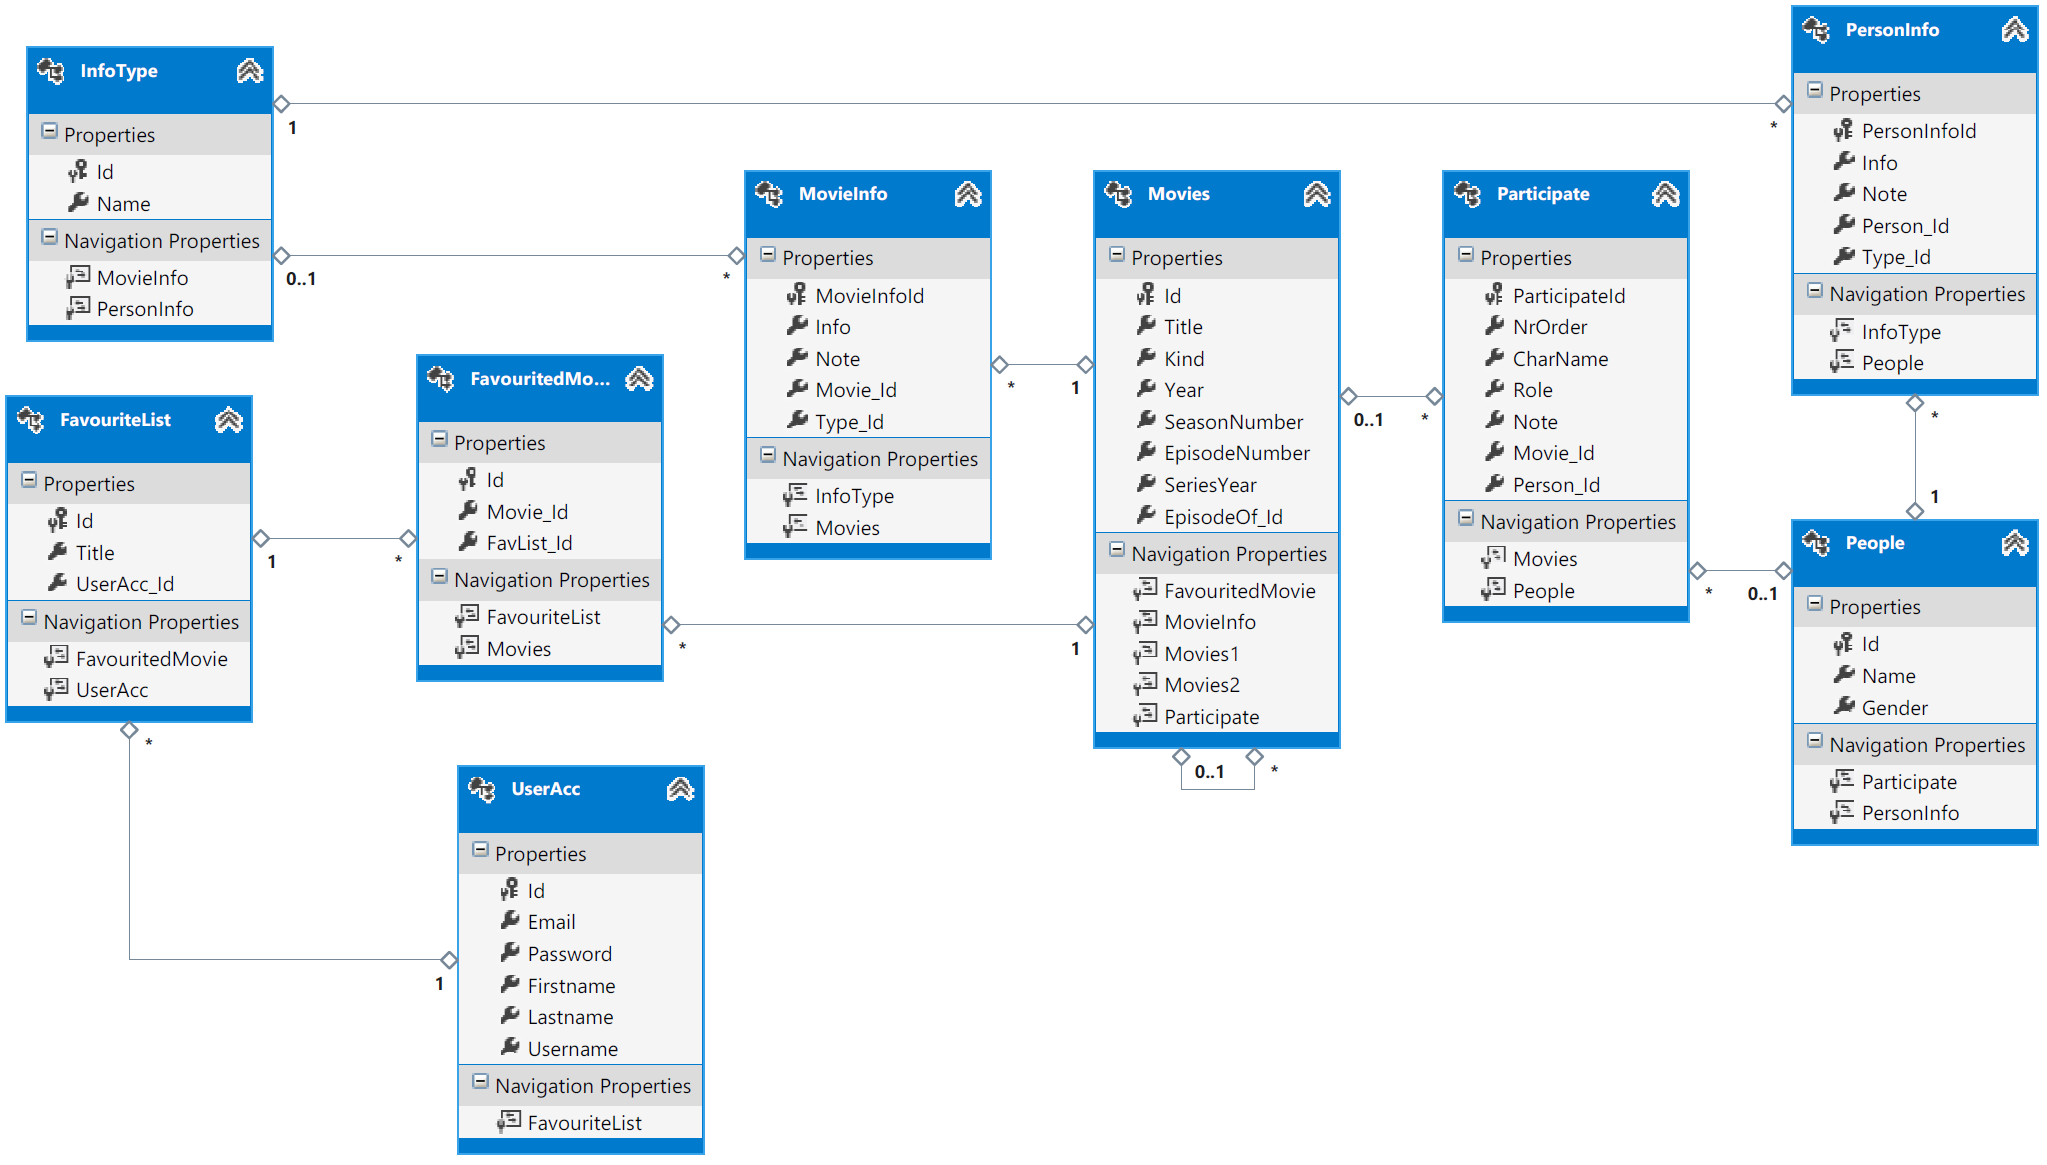 InfoType
Properties
Id
Name
Navigation Properties
MovieInfo
PersonInfo
1
*
0..1
*
PersonInfo
Properties
PersonInfoId
Info
Note
Person_Id
Type_Id
Navigation Properties
InfoType
People
*
1
MovieInfo
Properties
MovieInfoId
Info
Note
Movie_Id
Type_Id
Navigation Properties
InfoType
Movies
*
1
Movies
Properties
Id
Title
Kind
Year
SeasonNumber
EpisodeNumber
SeriesYear
EpisodeOf_Id
Navigation Properties
FavouritedMovie
MovieInfo
Movies1
Movies2
Participate
0..1
*
0..1
*
Participate
Properties
ParticipateId
NrOrder
CharName
Role
Note
Movie_Id
Person_Id
Navigation Properties
Movies
People
*
0..1
People
Properties
Id
Name
Gender
Navigation Properties
Participate
PersonInfo
FavouriteList
Properties
Id
Title
UserAcc_Id
Navigation Properties
FavouritedMovie
UserAcc
1
*
*
1
FavouritedMo...
Properties
Id
Movie_Id
FavList_Id
Navigation Properties
FavouriteList
Movies
*
1
UserAcc
Properties
Id
Email
Password
Firstname
Lastname
Username
Navigation Properties
FavouriteList